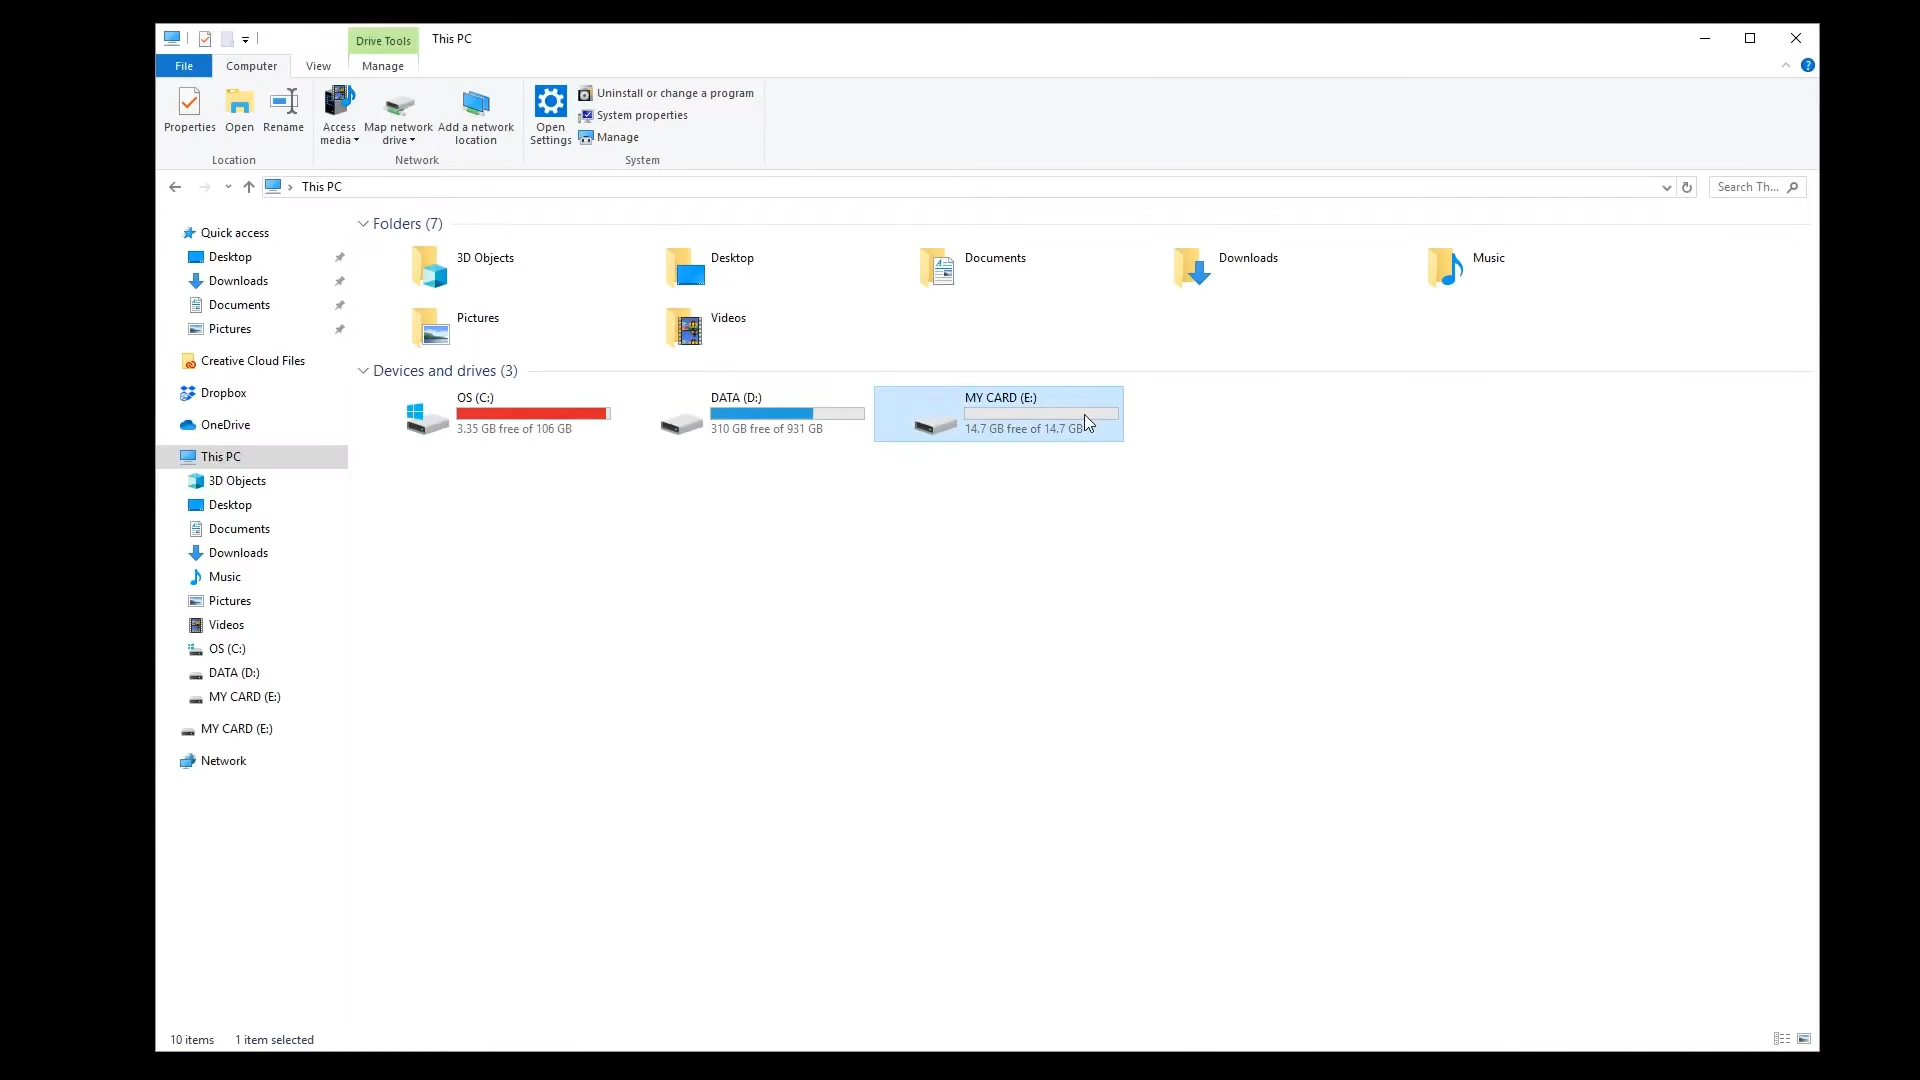 Drive Tools
This PC
File
Computer
View
Manage
Properties
Open
Rename
Access media
Map network drive
Add a network location
Open Settings
Uninstall or change a program
System properties
Manage
Location
Network
System
This PC
Search Th...
Quick access
Desktop
Downloads
Documents
Pictures
Creative Cloud Files
Dropbox
OneDrive
This PC
3D Objects
Desktop
Documents
Downloads
Music
Pictures
Videos
OS (C:)
DATA (D:)
MY CARD (E:)
MY CARD (E:)
Network
Folders (7)
3D Objects
Desktop
Documents
Downloads
Music
Pictures
Videos
Devices and drives (3)
OS (C:)
3.35 GB free of 106 GB
DATA (D:)
310 GB free of 931 GB
MY CARD (E:)
14.7 GB free of 14.7 GB
10 items
1 item selected